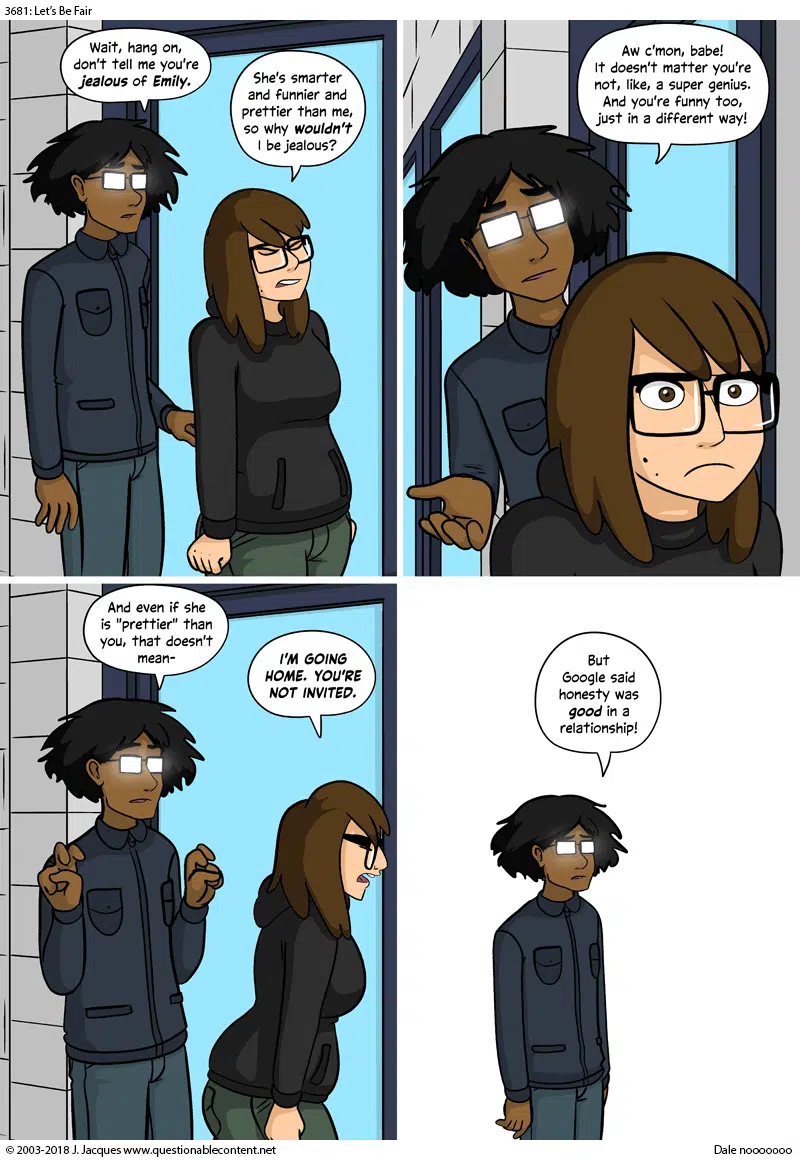 3681: Let's Be Fair
Wait, hang on,
don't tell me you're
jealous of Emily.
She's smarter
and funnier and
prettier than me,
so why wouldn't
I be jealous?
Aw c'mon, babe!
It doesn't matter you're
not, like, a super genius.
And you're funny too,
just in a different way!
And even if she
is "prettier" than
you, that doesn't
mean-
I'M GOING
HOME. YOU'RE
NOT INVITED.
But
Google said
honesty was
good in a
relationship!
© 2003-2018 J. Jacques www.questionablecontent.net
Dale nooooooo